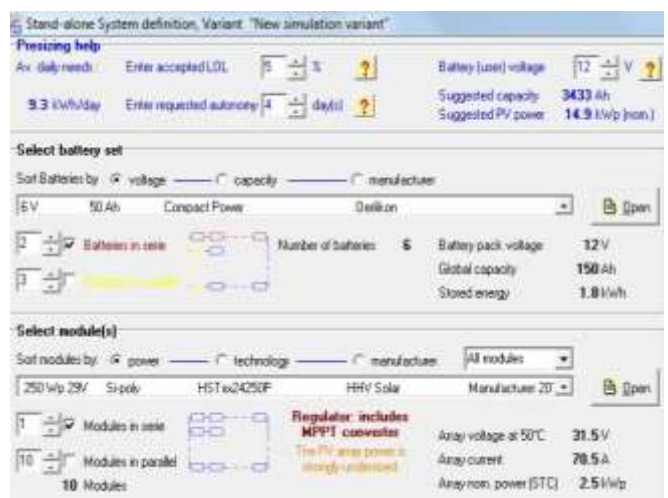 Stand-alone System definition, Variant "New simulation variant"
Presizing help
Av. daily needs Enter accepted LOL 5 % ? Battery (user) voltage 12 V ?
9.3 kWh/day Enter requested autonomy 4 day(s) ? Suggested capacity 3433 Ah
Suggested PV power 14.9 kWp (nom.)
Select battery set
Sort Batteries by voltage capacity manufacturer
6 V 50 Ah Compact Power Oerlikon Open
2 Batteries in serie Number of batteries 6 Battery pack voltage 12 V
3 Global capacity 150 Ah
Stored energy 1.8 kWh
Select module(s)
Sort modules by power technology manufacturer All modules
250 Wp 29V Si-poly HSTxx24250P HHV Solar Manufacturer 20 Open
1 Modules in serie Regulator: includes MPPT converter
10 Modules in parallel The PV array power is strongly undersized
10 Modules
Array voltage at 50°C 31.5 V
Array current 78.5 A
Array nom. power (STC) 2.5 kWp